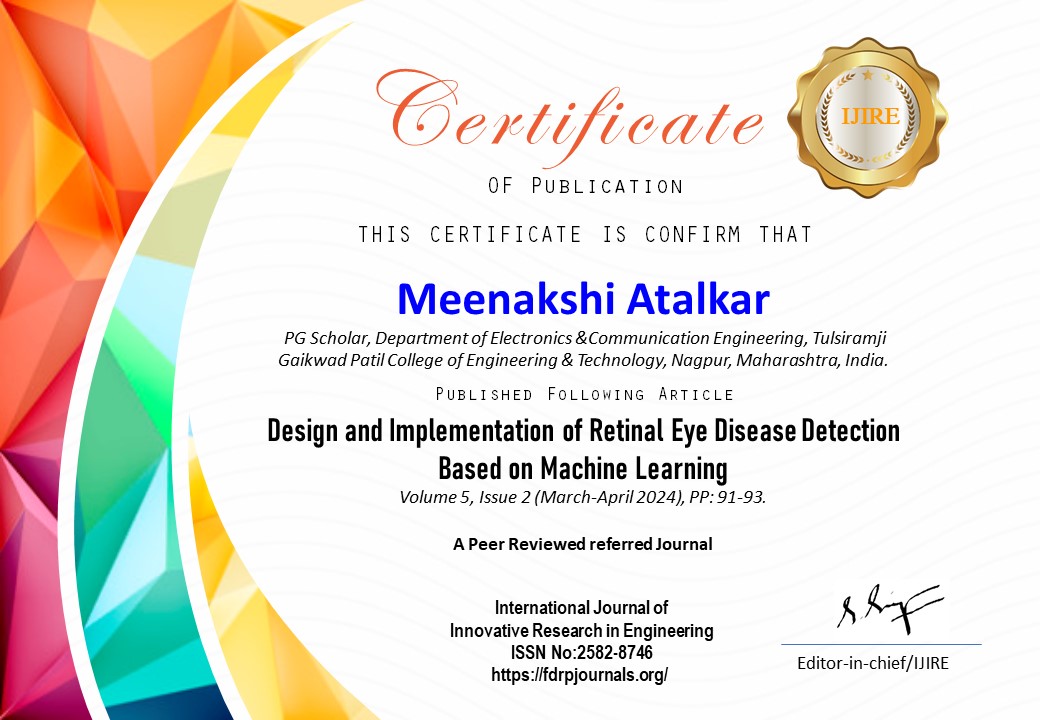 Certificate
IJIRE
OF PUBLICATION
THIS CERTIFICATE IS CONFIRM THAT
Meenakshi Atalkar
PG Scholar, Department of Electronics &Communication Engineering, Tulsiramji
Gaikwad Patil College of Engineering & Technology, Nagpur, Maharashtra, India.
PUBLISHED FOLLOWING ARTICLE
Design and Implementation of Retinal Eye Disease Detection
Based on Machine Learning
Volume 5, Issue 2 (March-April 2024), PP: 91-93.
A Peer Reviewed referred Journal
International Journal of
Innovative Research in Engineering
ISSN No:2582-8746
https://fdrpjournals.org/
Editor-in-chief/IJIRE